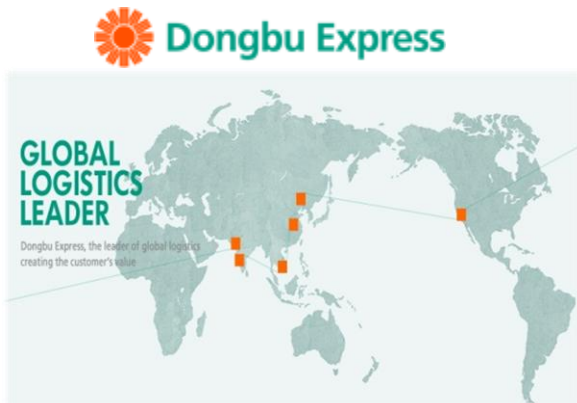 Dongbu Express
GLOBAL
LOGISTICS
LEADER
Dongbu Express, the leader of global logistics
creating the customer's value